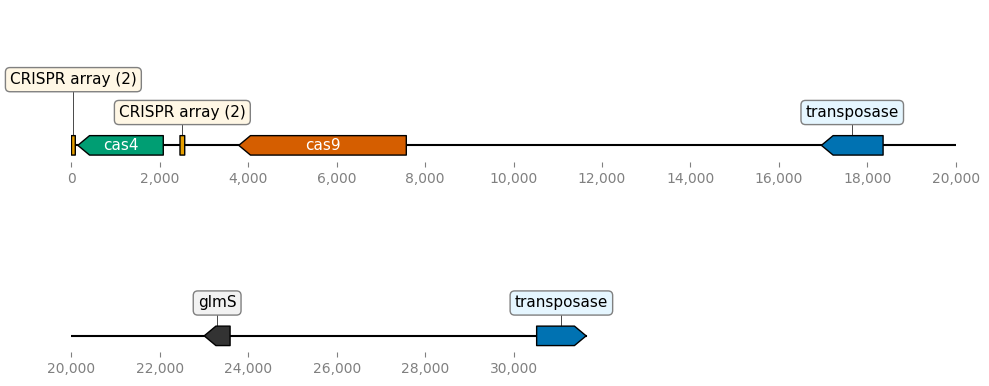 CRISPR array (2)
CRISPR array (2)
transposase
cas4
cas9
0
2,000
4,000
6,000
8,000
10,000
12,000
14,000
16,000
18,000
20,000
glmS
transposase
20,000
22,000
24,000
26,000
28,000
30,000